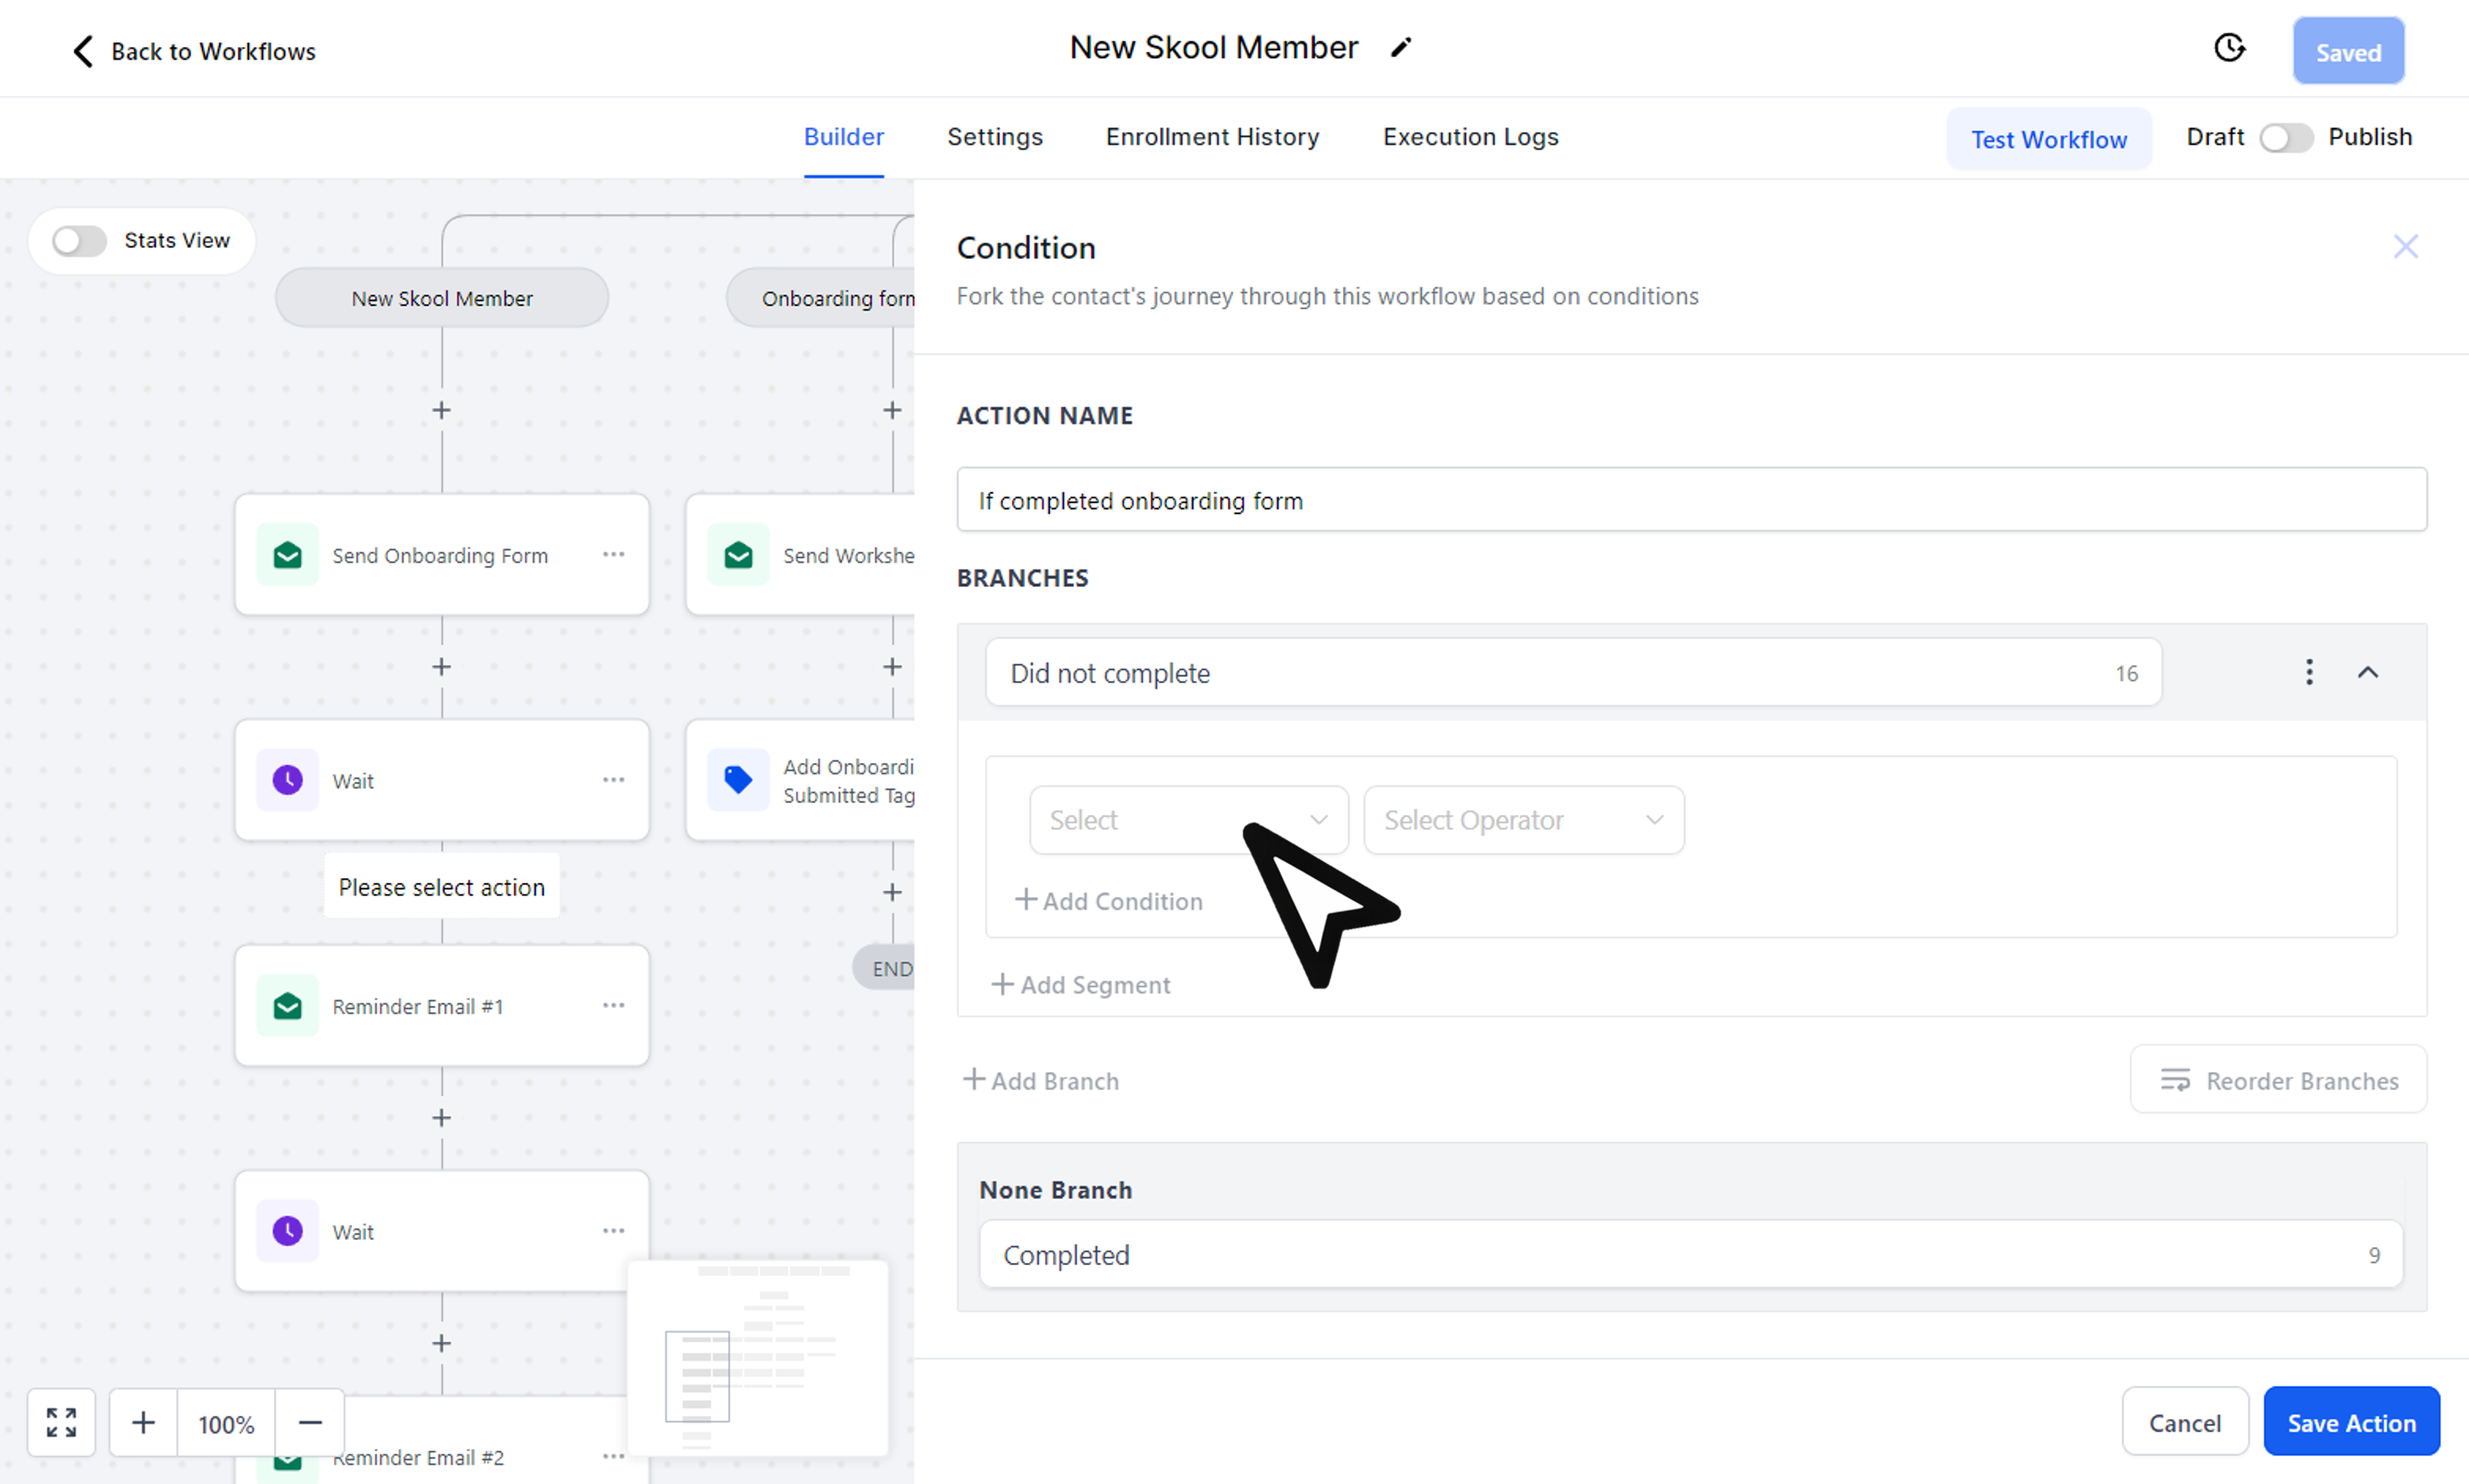 Back to Workflows
New Skool Member
Saved
Builder
Settings
Enrollment History
Execution Logs
Test Workflow
Draft
Publish
Stats View
New Skool Member
Onboarding form
Send Onboarding Form
Send Workshe
Wait
Add Onboardi
Submitted Tag
Please select action
Reminder Email #1
END
Wait
Reminder Email #2
100%
Condition
Fork the contact's journey through this workflow based on conditions
ACTION NAME
If completed onboarding form
BRANCHES
Did not complete
16
Select
Select Operator
Add Condition
Add Segment
Add Branch
Reorder Branches
None Branch
Completed
9
Cancel
Save Action